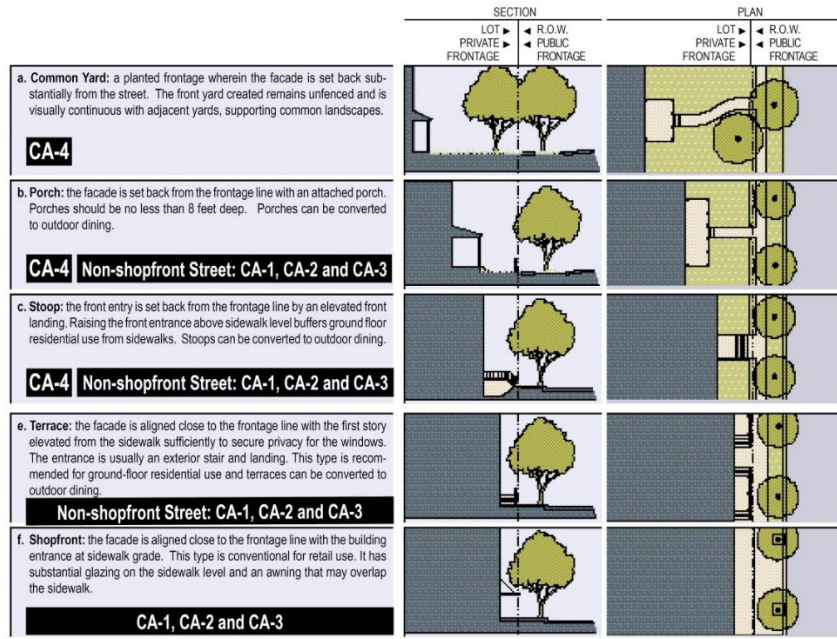 SECTION
PLAN
LOT ► ◄ R.O.W.
PRIVATE ► ◄ PUBLIC
FRONTAGE FRONTAGE
LOT ► ◄ R.O.W.
PRIVATE ► ◄ PUBLIC
FRONTAGE FRONTAGE
a. Common Yard: a planted frontage wherein the facade is set back sub-
stantially from the street. The front yard created remains unfenced and is
visually continuous with adjacent yards, supporting common landscapes.
CA-4
b. Porch: the facade is set back from the frontage line with an attached porch.
Porches should be no less than 8 feet deep. Porches can be converted
to outdoor dining.
CA-4 Non-shopfront Street: CA-1, CA-2 and CA-3
c. Stoop: the front entry is set back from the frontage line by an elevated front
landing. Raising the front entrance above sidewalk level buffers ground floor
residential use from sidewalks. Stoops can be converted to outdoor dining.
CA-4 Non-shopfront Street: CA-1, CA-2 and CA-3
e. Terrace: the facade is aligned close to the frontage line with the first story
elevated from the sidewalk sufficiently to secure privacy for the windows.
The entrance is usually an exterior stair and landing. This type is recom-
mended for ground-floor residential use and terraces can be converted to
outdoor dining.
Non-shopfront Street: CA-1, CA-2 and CA-3
f. Shopfront: the facade is aligned close to the frontage line with the building
entrance at sidewalk grade. This type is conventional for retail use. It has
substantial glazing on the sidewalk level and an awning that may overlap
the sidewalk.
CA-1, CA-2 and CA-3